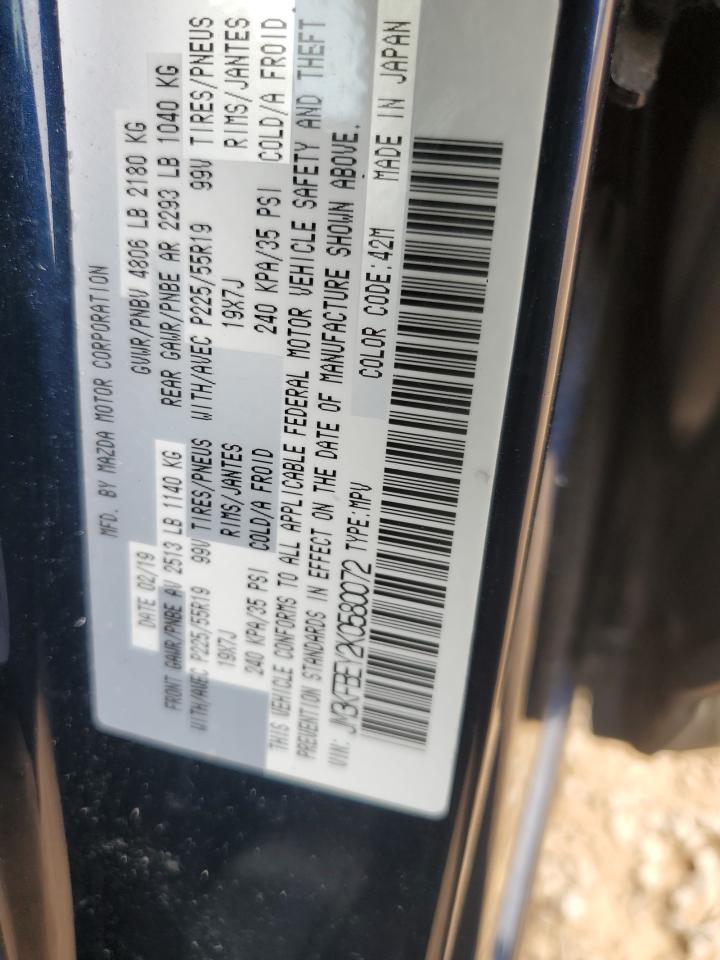 MFD. BY MAZDA MOTOR CORPORATION
DATE 02/19 GVWR/PNBV 4806 LB 2180 KG
FRONT GAWR/PNBE AV 2513 LB 1140 KG REAR GAWR/PNBE AR 2293 LB 1040 KG
WITH/AVEC P225/55R19 99V TIRES/PNEUS WITH/AVEC P225/55R19 99V TIRES/PNEUS
19X7J RIMS/JANTES 19X7J RIMS/JANTES
240 KPA/35 PSI COLD/A FROID 240 KPA/35 PSI COLD/A FROID
THIS VEHICLE CONFORMS TO ALL APPLICABLE FEDERAL MOTOR VEHICLE SAFETY AND THEFT
PREVENTION STANDARDS IN EFFECT ON THE DATE OF MANUFACTURE SHOWN ABOVE.
VIN: JM3KFBEY2K0580072 TYPE:MPV COLOR CODE:42M MADE IN JAPAN